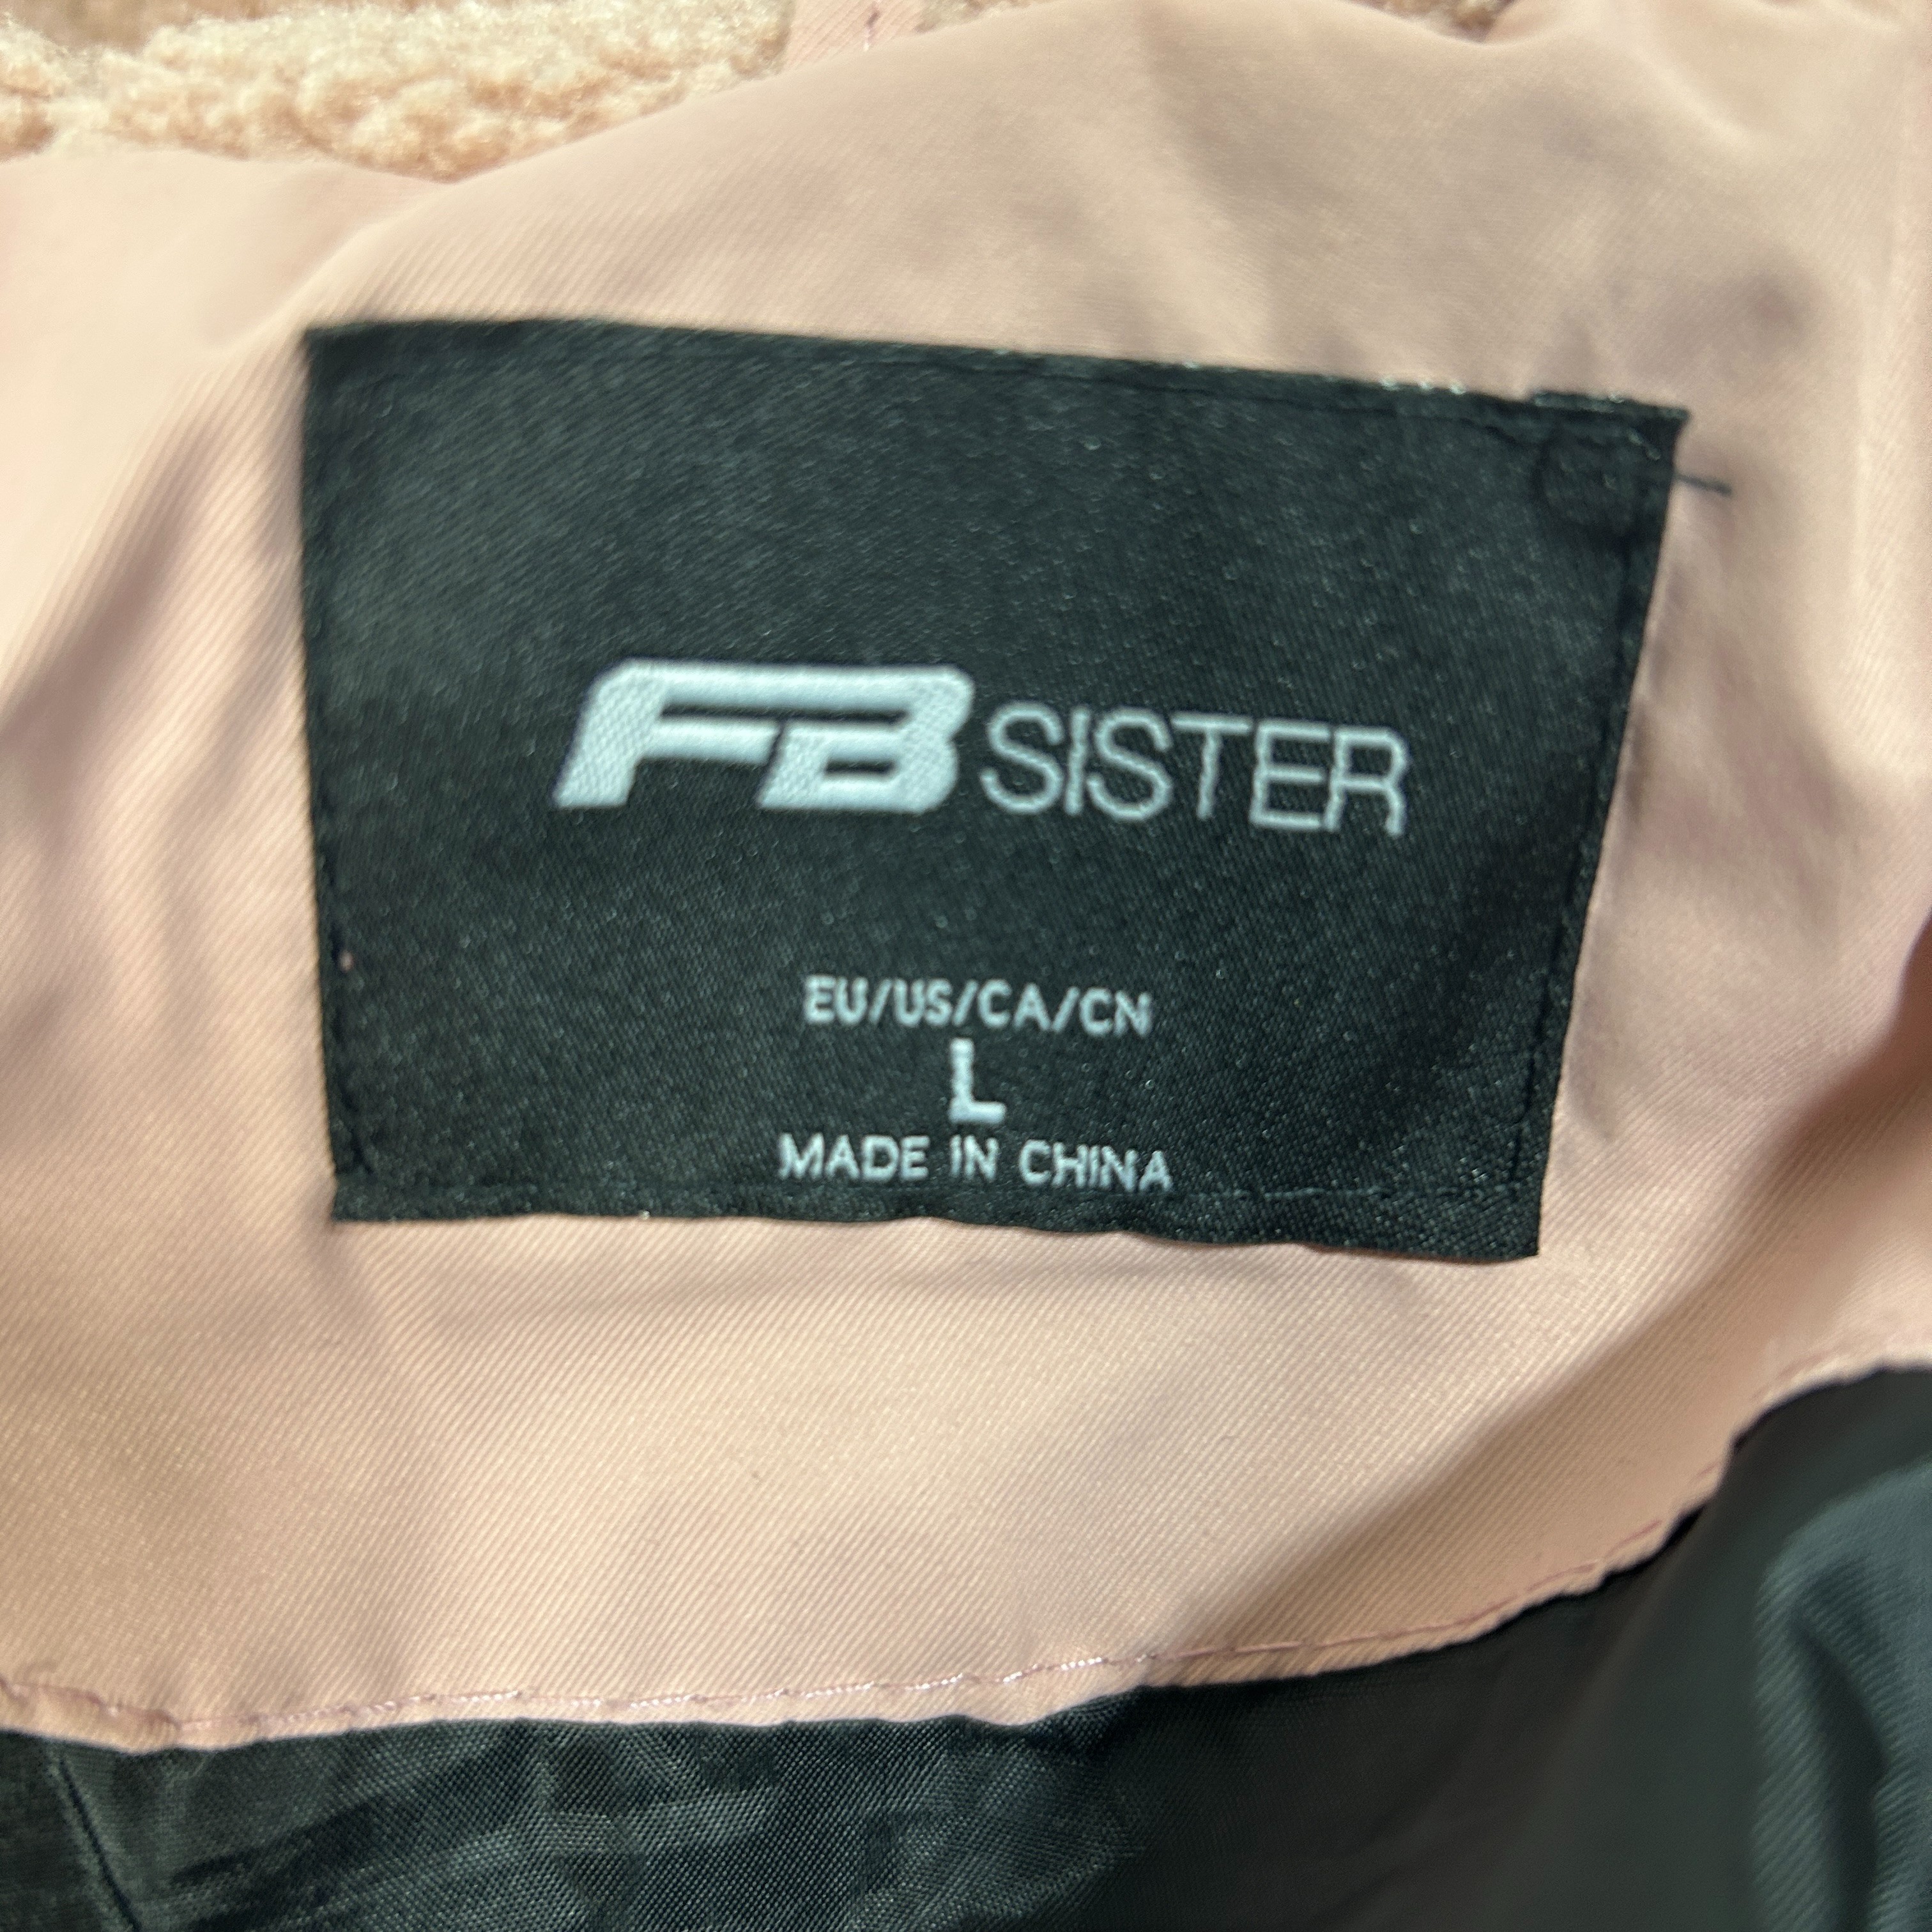 FB SISTER
EU/US/CA/CN
L
MADE IN CHINA